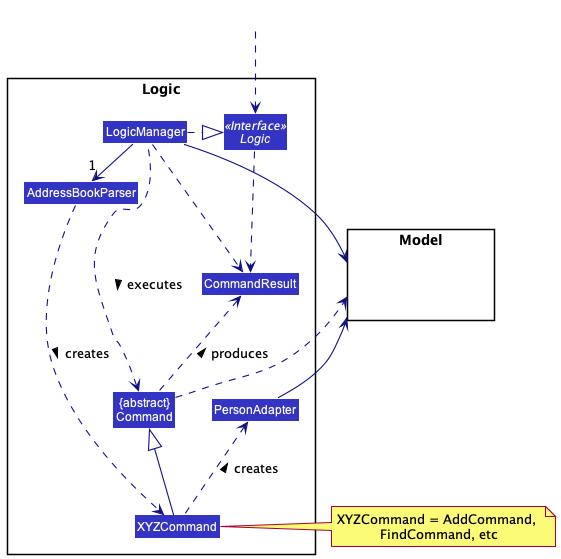 Logic
LogicManager
«Interface»
Logic
1
AddressBookParser
Model
CommandResult
executes
creates
produces
{abstract}
Command
PersonAdapter
creates
XYZCommand
XYZCommand = AddCommand,
FindCommand, etc